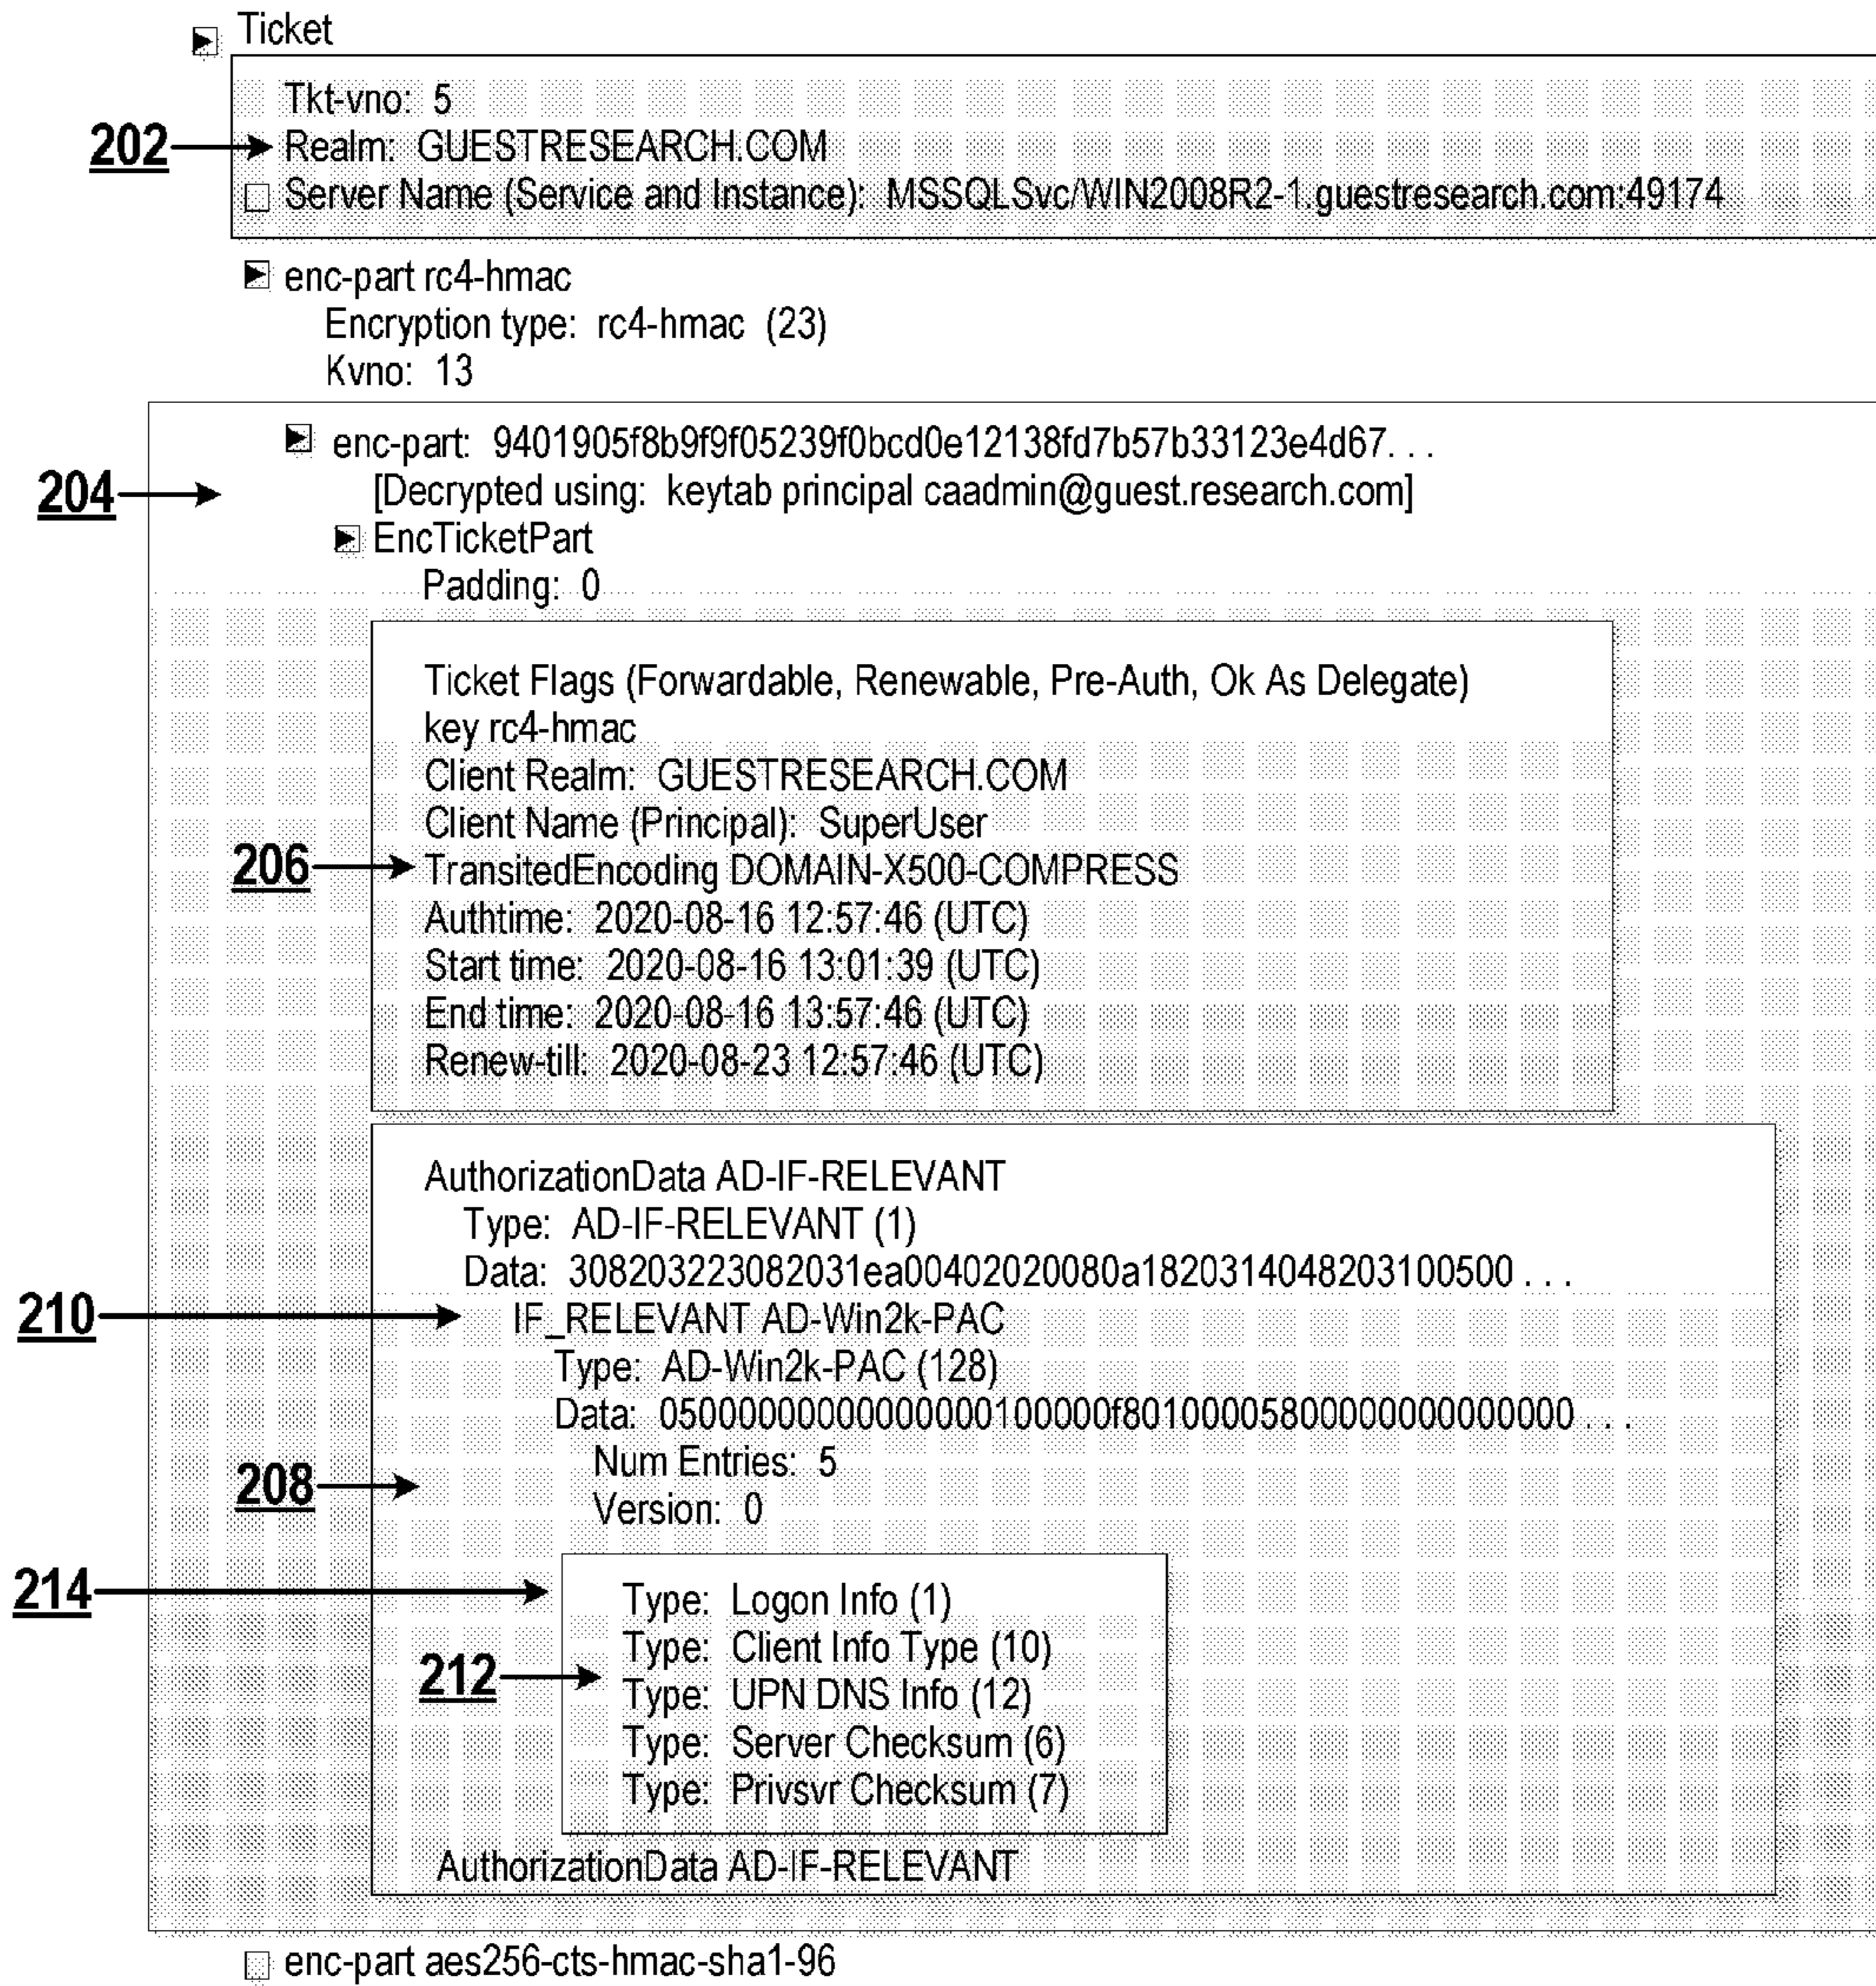 Ticket
Tkt-vno: 5
202
Realm: GUESTRESEARCH.COM
Server Name (Service and Instance): MSSQLSvc/WIN2008R2-1.guestresearch.com:49174
enc-part rc4-hmac
Encryption type: rc4-hmac (23)
Kvno: 13
enc-part: 9401905f8b9f9f05239f0bcd0e12138fd7b57b33123e4d67. . .
204
[Decrypted using: keytab principal caadmin@guest.research.com]
EncTicketPart
Padding: 0
Ticket Flags (Forwardable, Renewable, Pre-Auth, Ok As Delegate)
key rc4-hmac
Client Realm: GUESTRESEARCH.COM
Client Name (Principal): SuperUser
206
TransitedEncoding DOMAIN-X500-COMPRESS
Authtime: 2020-08-16 12:57:46 (UTC)
Start time: 2020-08-16 13:01:39 (UTC)
End time: 2020-08-16 13:57:46 (UTC)
Renew-till: 2020-08-23 12:57:46 (UTC)
AuthorizationData AD-IF-RELEVANT
Type: AD-IF-RELEVANT (1)
Data: 308203223082031ea00402020080a1820314048203100500 . . .
210
IF_RELEVANT AD-Win2k-PAC
Type: AD-Win2k-PAC (128)
Data: 05000000000000000100000f80100005800000000000000 . . .
Num Entries: 5
208
Version: 0
214
Type: Logon Info (1)
Type: Client Info Type (10)
212
Type: UPN DNS Info (12)
Type: Server Checksum (6)
Type: Privsvr Checksum (7)
AuthorizationData AD-IF-RELEVANT
enc-part aes256-cts-hmac-sha1-96